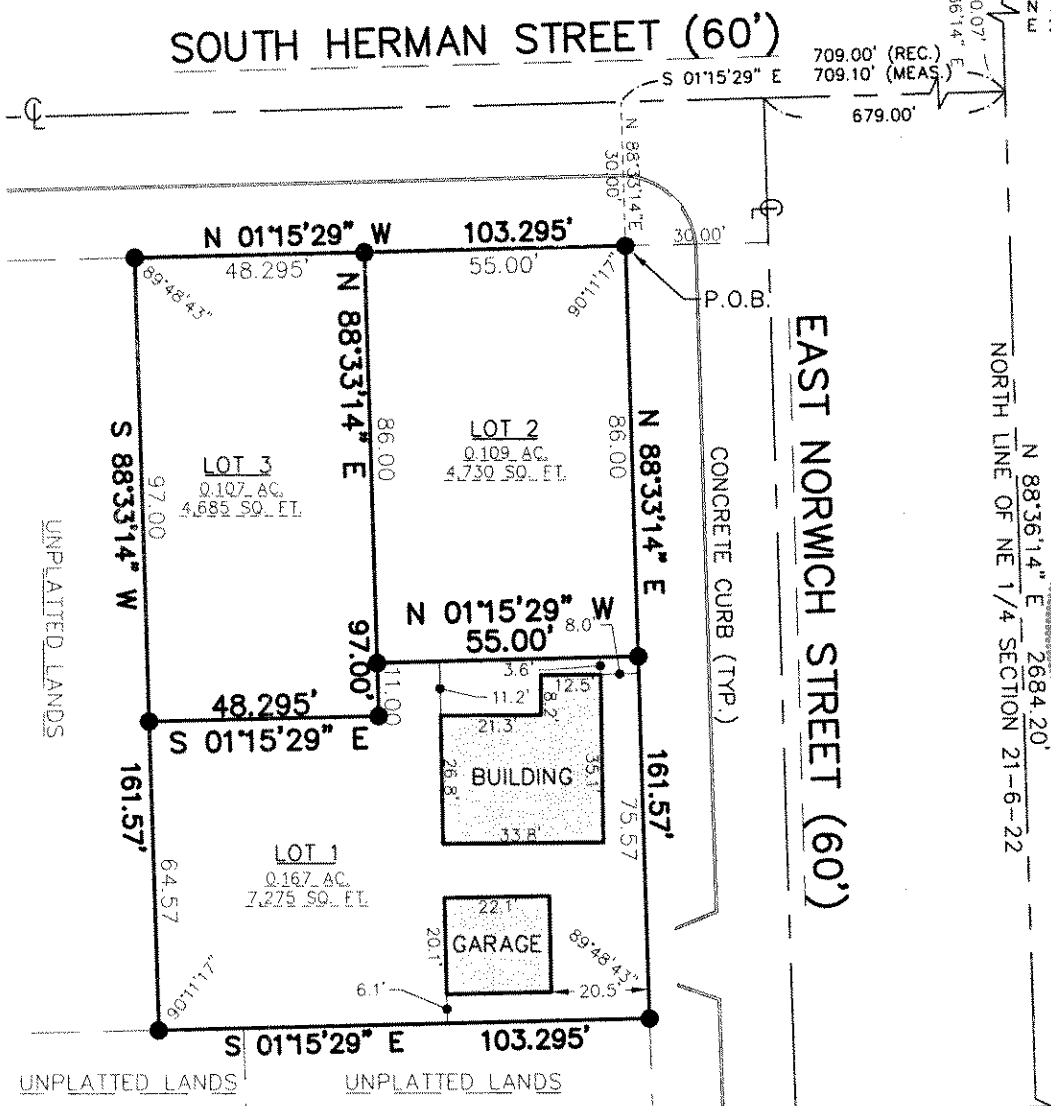 SOUTH HERMAN STREET (60')
709.00' (REC.)
S 01°15'29" E 709.10' (MEAS.)
679.00'
℄
N 88°33'14" E
30.00'
℄
N 01°15'29" W 103.295'
48.295'
55.00'
30.00'
89°48'43"
90°11'17"
P.O.B.
N 88°33'14" E
86.00
97.00'
11.00
LOT 2
0.109 AC.
4,730 SQ. FT.
LOT 3
0.107 AC.
4,685 SQ. FT.
N 88°33'14" E
86.00
S 88°33'14" W
97.00
UNPLATTED LANDS
CONCRETE CURB (TYP.)
EAST NORWICH STREET (60')
N 88°36'14" E 2684.20'
NORTH LINE OF NE 1/4 SECTION 21-6-22
N 01°15'29" W
55.00'
8.0'
3.6'
12.5'
11.2'
8.2'
21.3'
48.295'
S 01°15'29" E
BUILDING
26.8'
35.1'
33.8'
161.57'
75.57
161.57'
64.57
LOT 1
0.167 AC.
7,275 SQ. FT.
22.1'
20.1'
GARAGE
89°48'43"
20.5'
6.1'
90°11'17"
S 01°15'29" E 103.295'
UNPLATTED LANDS
UNPLATTED LANDS